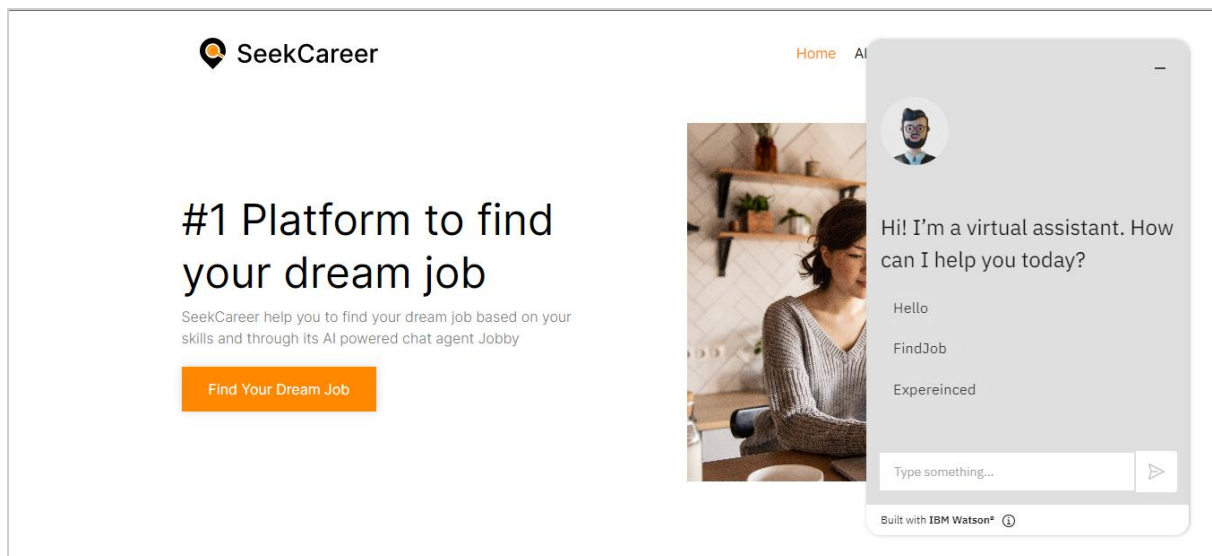 SeekCareer
Home AI
#1 Platform to find
your dream job
SeekCareer help you to find your dream job based on your
skills and through its AI powered chat agent Jobby
Find Your Dream Job
Hi! I’m a virtual assistant. How
can I help you today?
Hello
FindJob
Expereinced
Type something...
Built with IBM Watson®